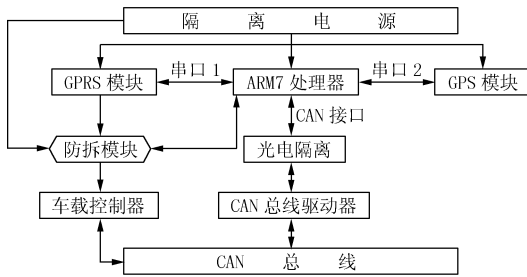 隔 离 电 源
串口 1 串口 2
GPRS 模块 ARM7 处理器 GPS 模块
CAN 接口
防拆模块 光电隔离
车载控制器 CAN 总线驱动器
CAN 总 线